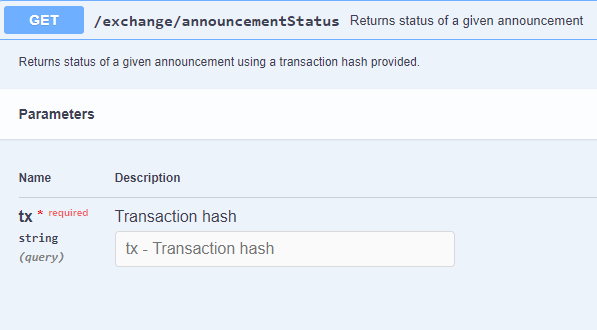 GET /exchange/announcementStatus Returns status of a given announcement
Returns status of a given announcement using a transaction hash provided.
Parameters
Name Description
tx * required Transaction hash
string tx - Transaction hash
(query)